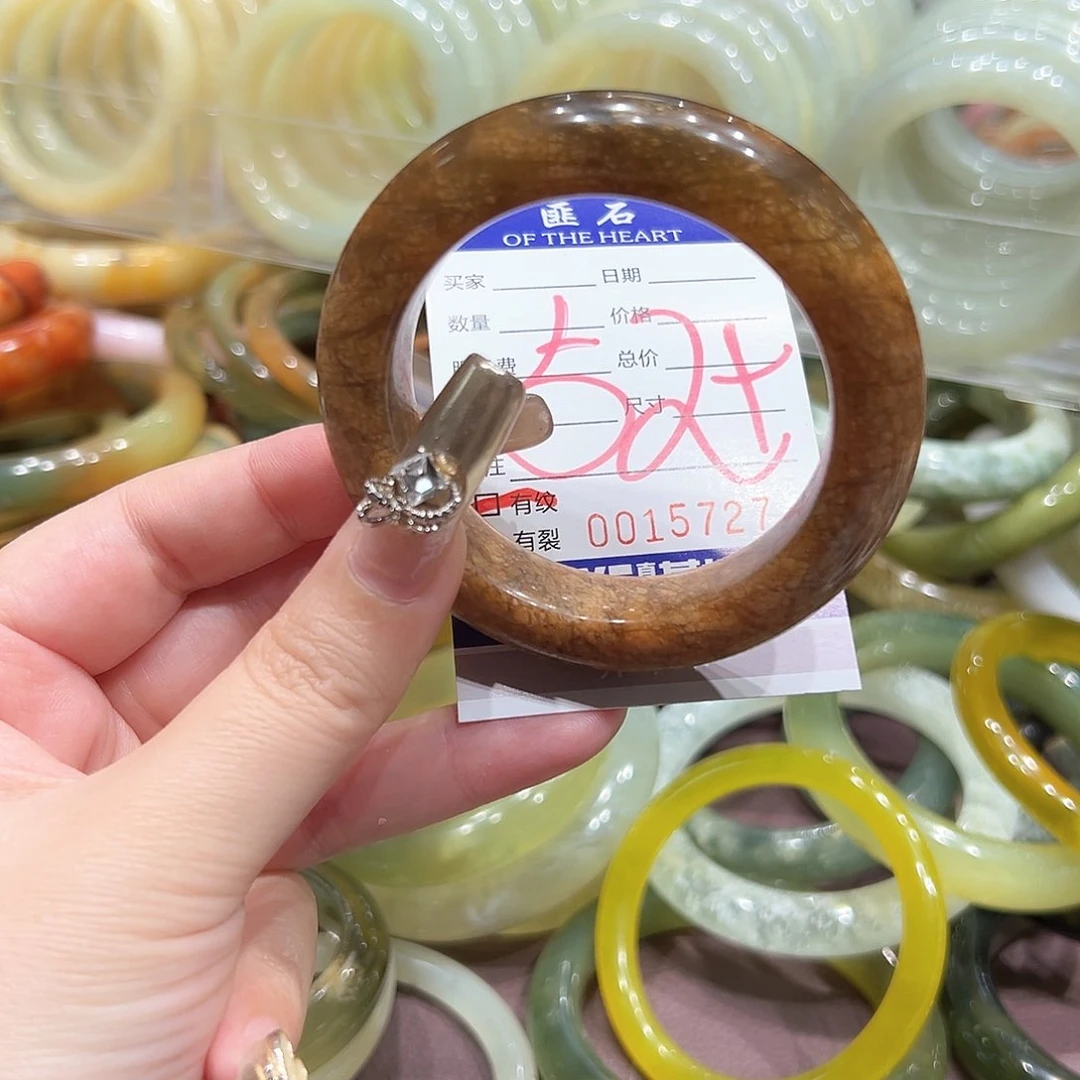 匪石
OF THE HEART
买家 日期
数量 价格
费 总价
尺寸
有纹
有裂 0015727